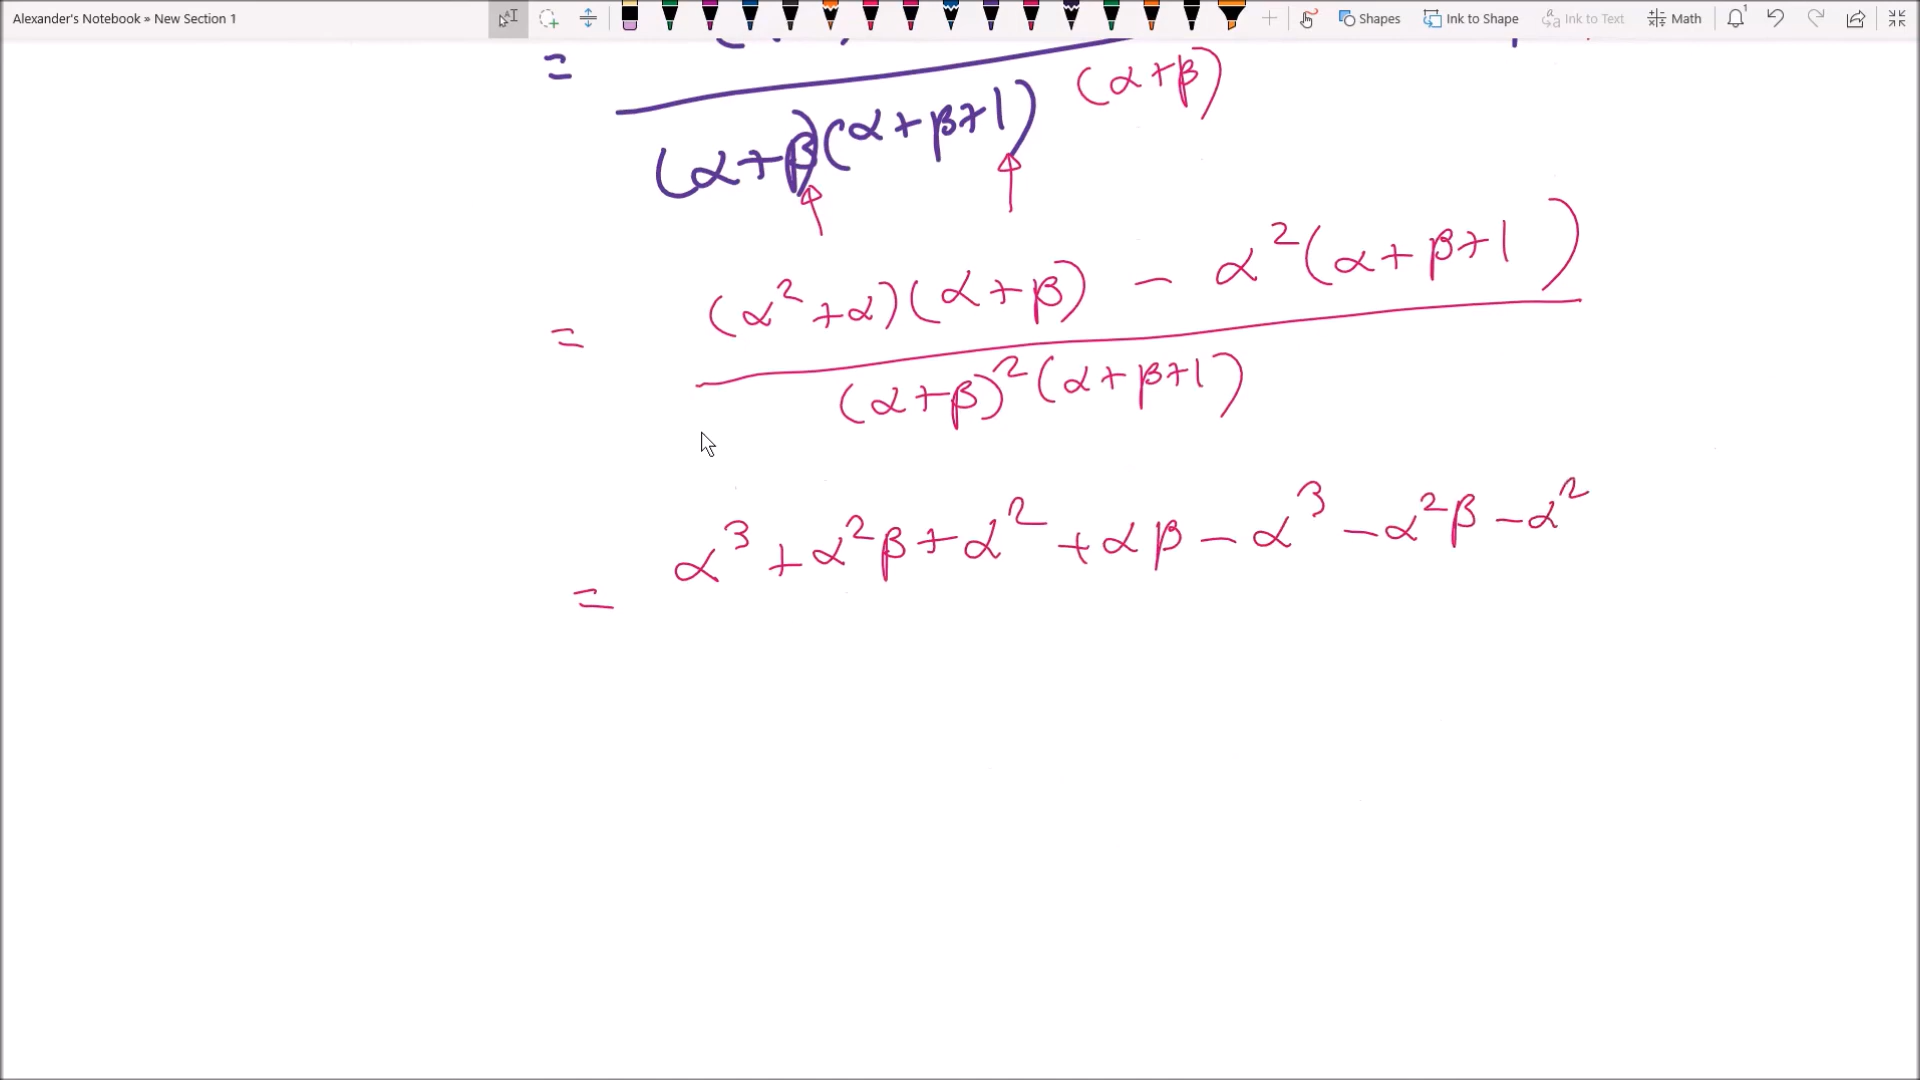 Alexander's Notebook » New Section 1
Shapes Ink to Shape Ink to Text Math
=
(α+β)(α+β+1) (α+β)
= (α²+α)(α+β) − α²(α+β+1)
(α+β)²(α+β+1)
= α³+α²β+α²+αβ−α³−α²β−α²